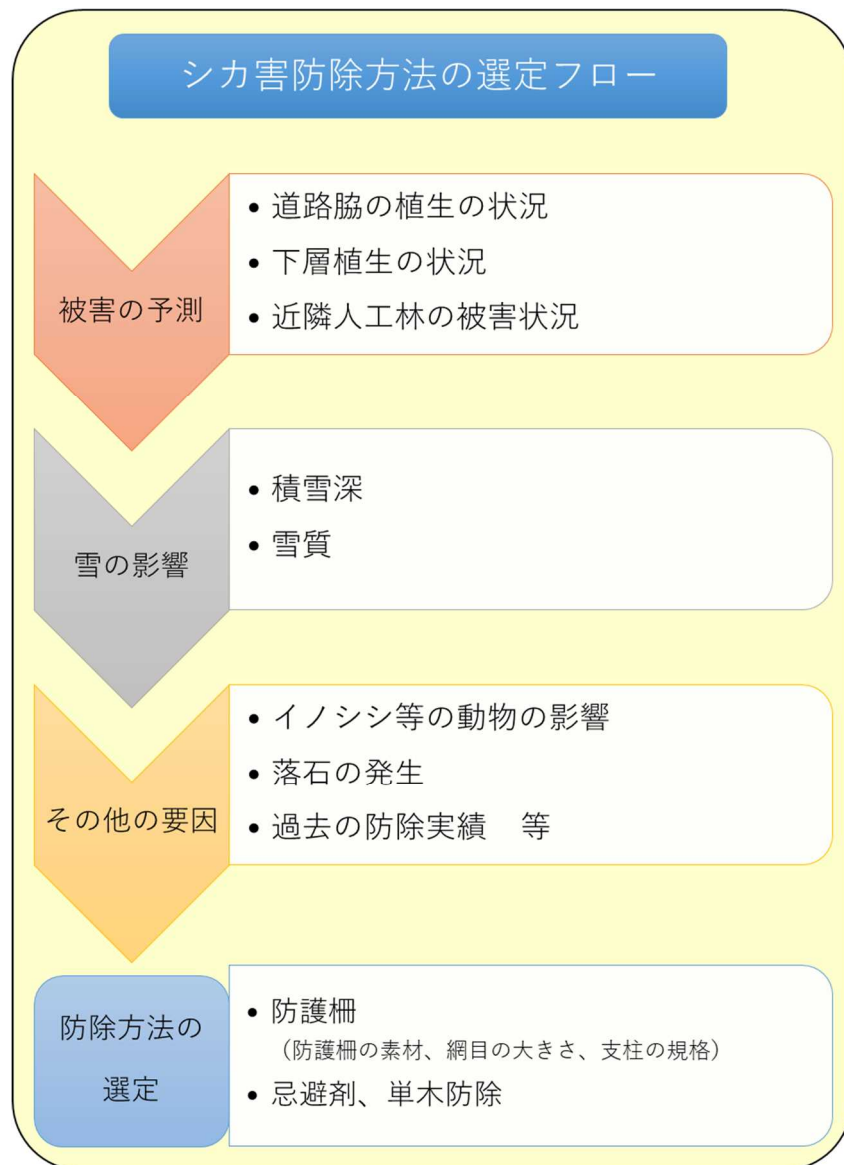 シカ害防除方法の選定フロー
被害の予測
• 道路脇の植生の状況
• 下層植生の状況
• 近隣人工林の被害状況
雪の影響
• 積雪深
• 雪質
その他の要因
• イノシシ等の動物の影響
• 落石の発生
• 過去の防除実績　等
防除方法の
選定
• 防護柵
（防護柵の素材、網目の大きさ、支柱の規格）
• 忌避剤、単木防除